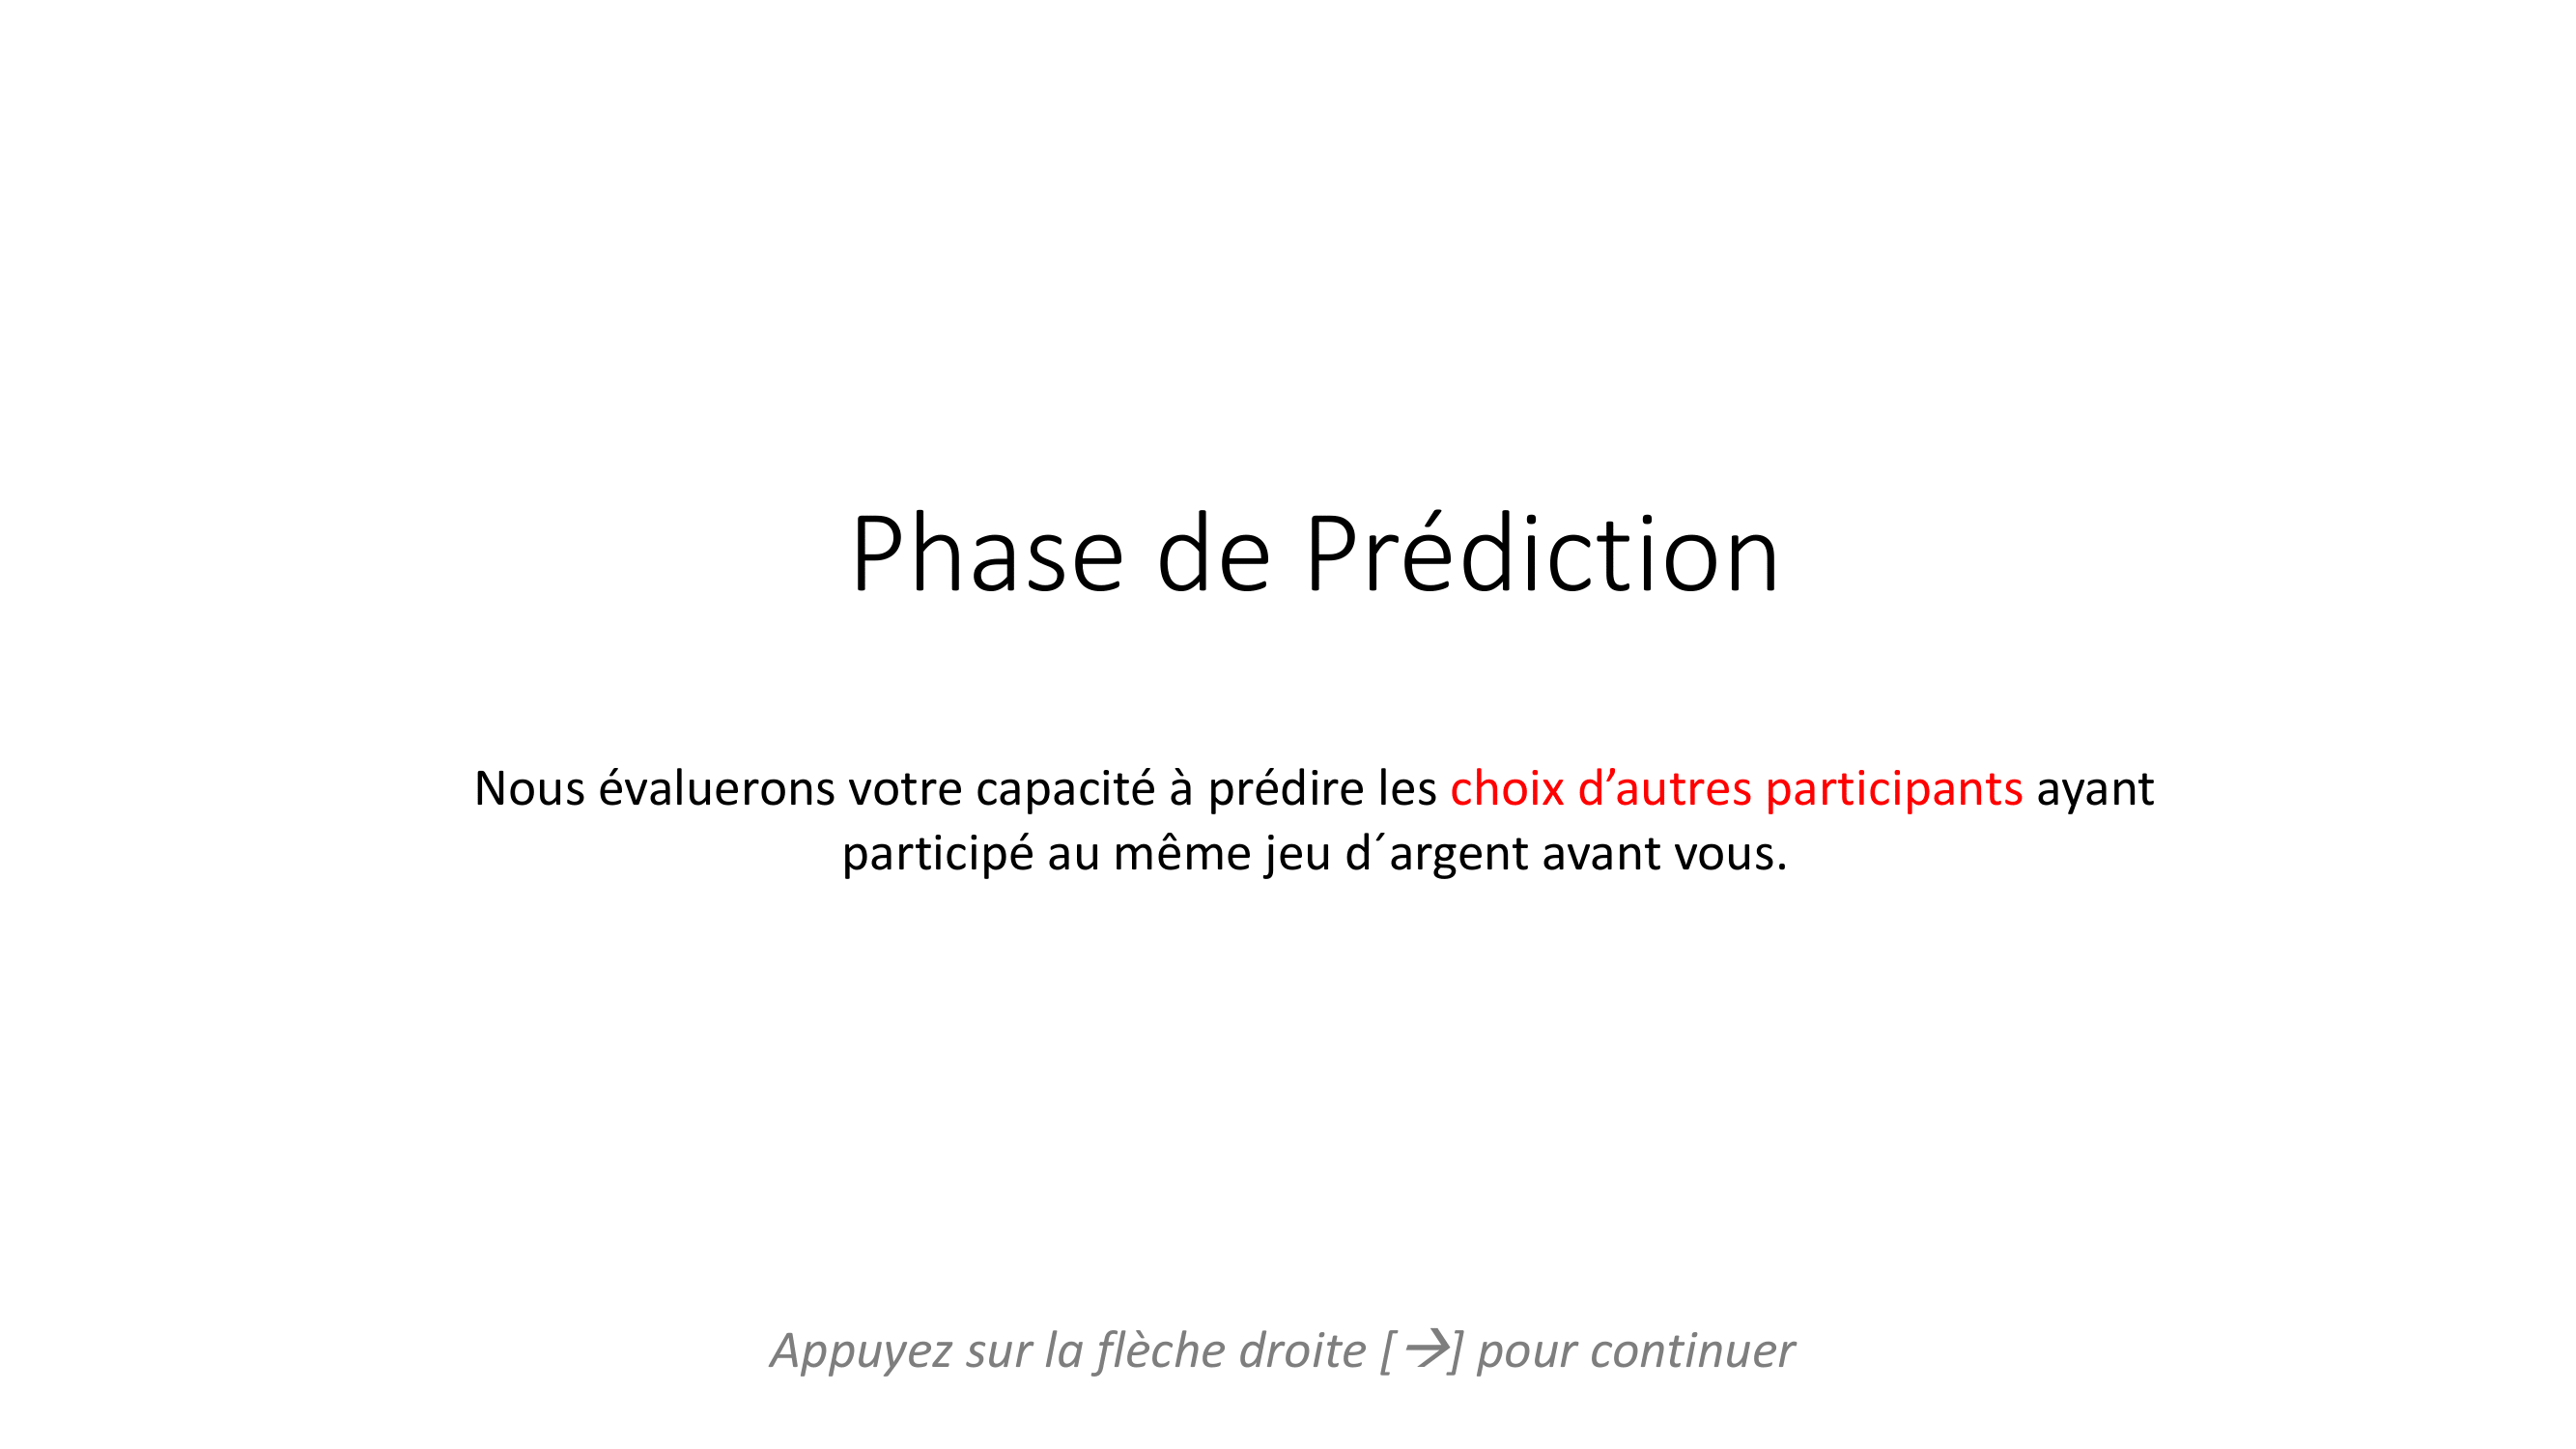 Phase de Prédiction
Nous évaluerons votre capacité à prédire les choix d’autres participants ayant
participé au même jeu d´argent avant vous.
Appuyez sur la flèche droite [→] pour continuer